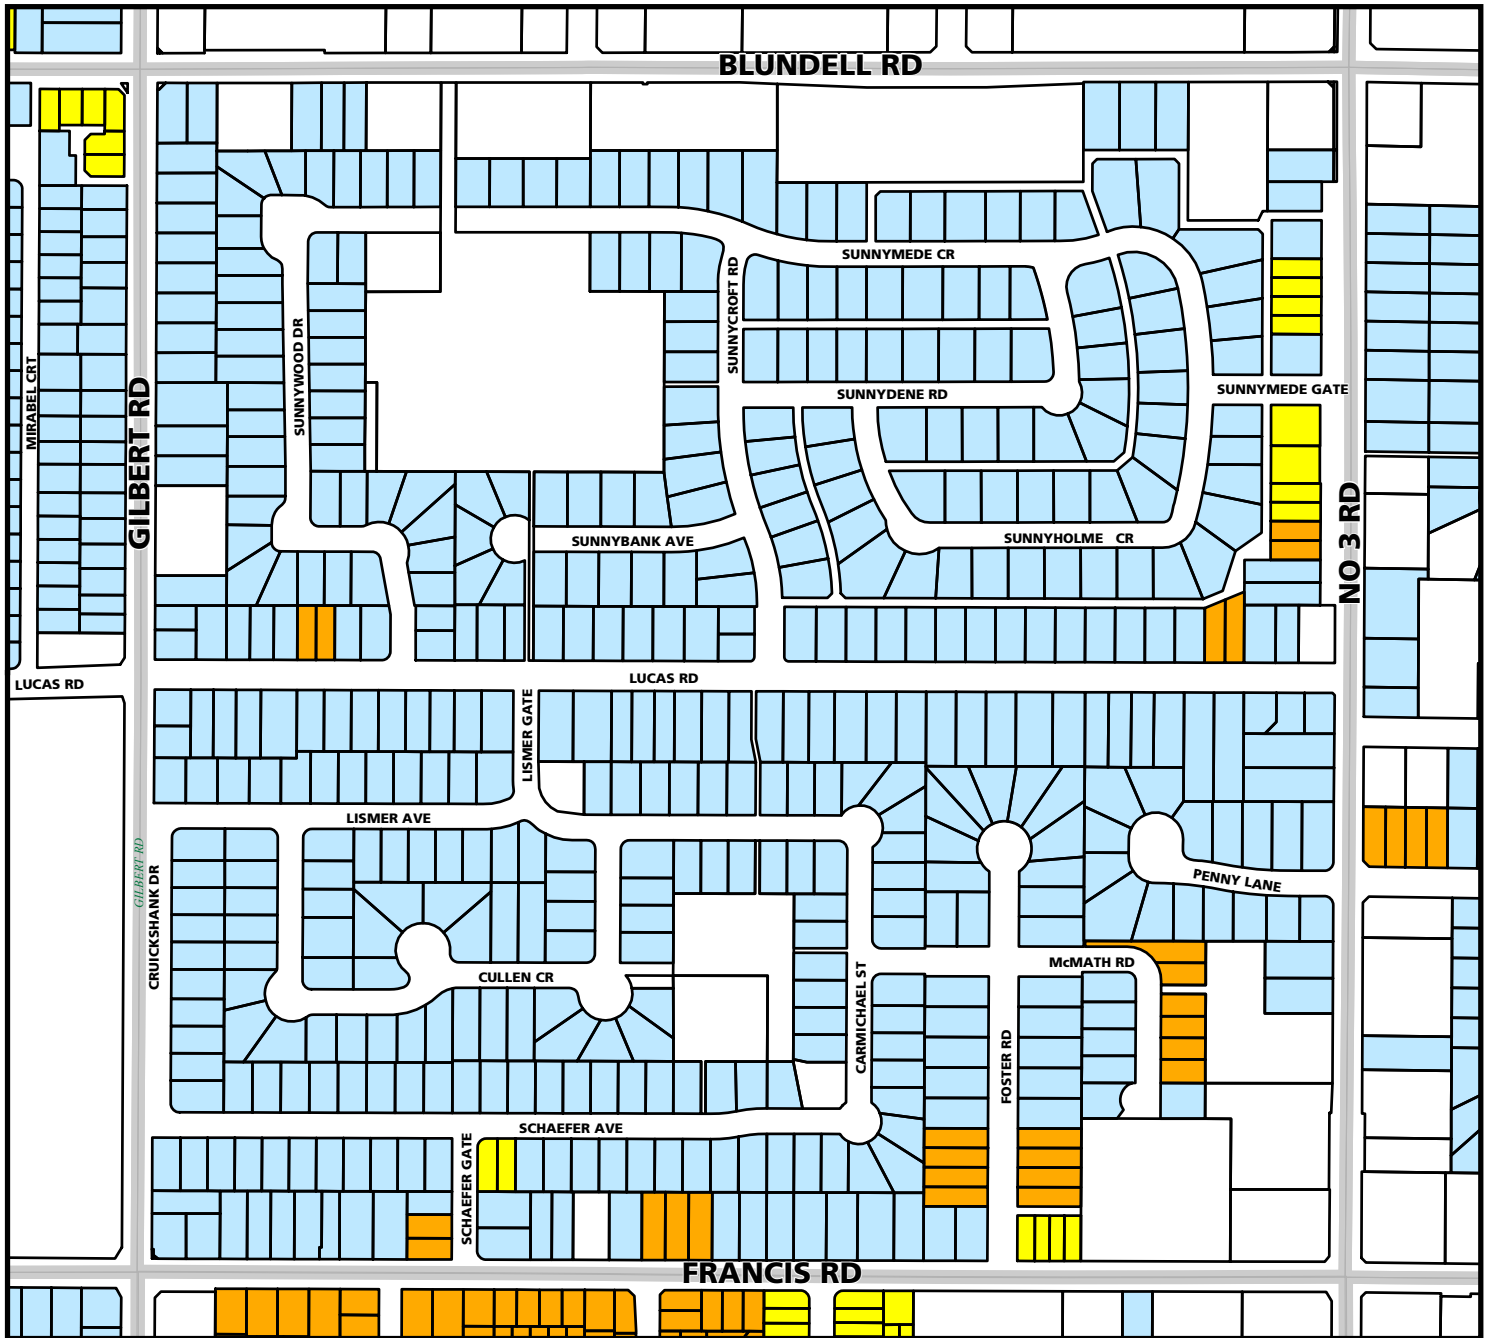 BLUNDELL RD
SUNNYMEDE CR
SUNNYCROFT RD
SUNNYWOOD DR
MIRABEL CRT
GILBERT RD
SUNNYDENE RD
SUNNYMEDE GATE
NO 3 RD
SUNNYBANK AVE
SUNNYHOLME CR
LUCAS RD
LUCAS RD
LISMER GATE
LISMER AVE
GILBERT RD
CRUICKSHANK DR
PENNY LANE
CULLEN CR
McMATH RD
CARMICHAEL ST
FOSTER RD
SCHAEFER AVE
SCHAEFER GATE
FRANCIS RD